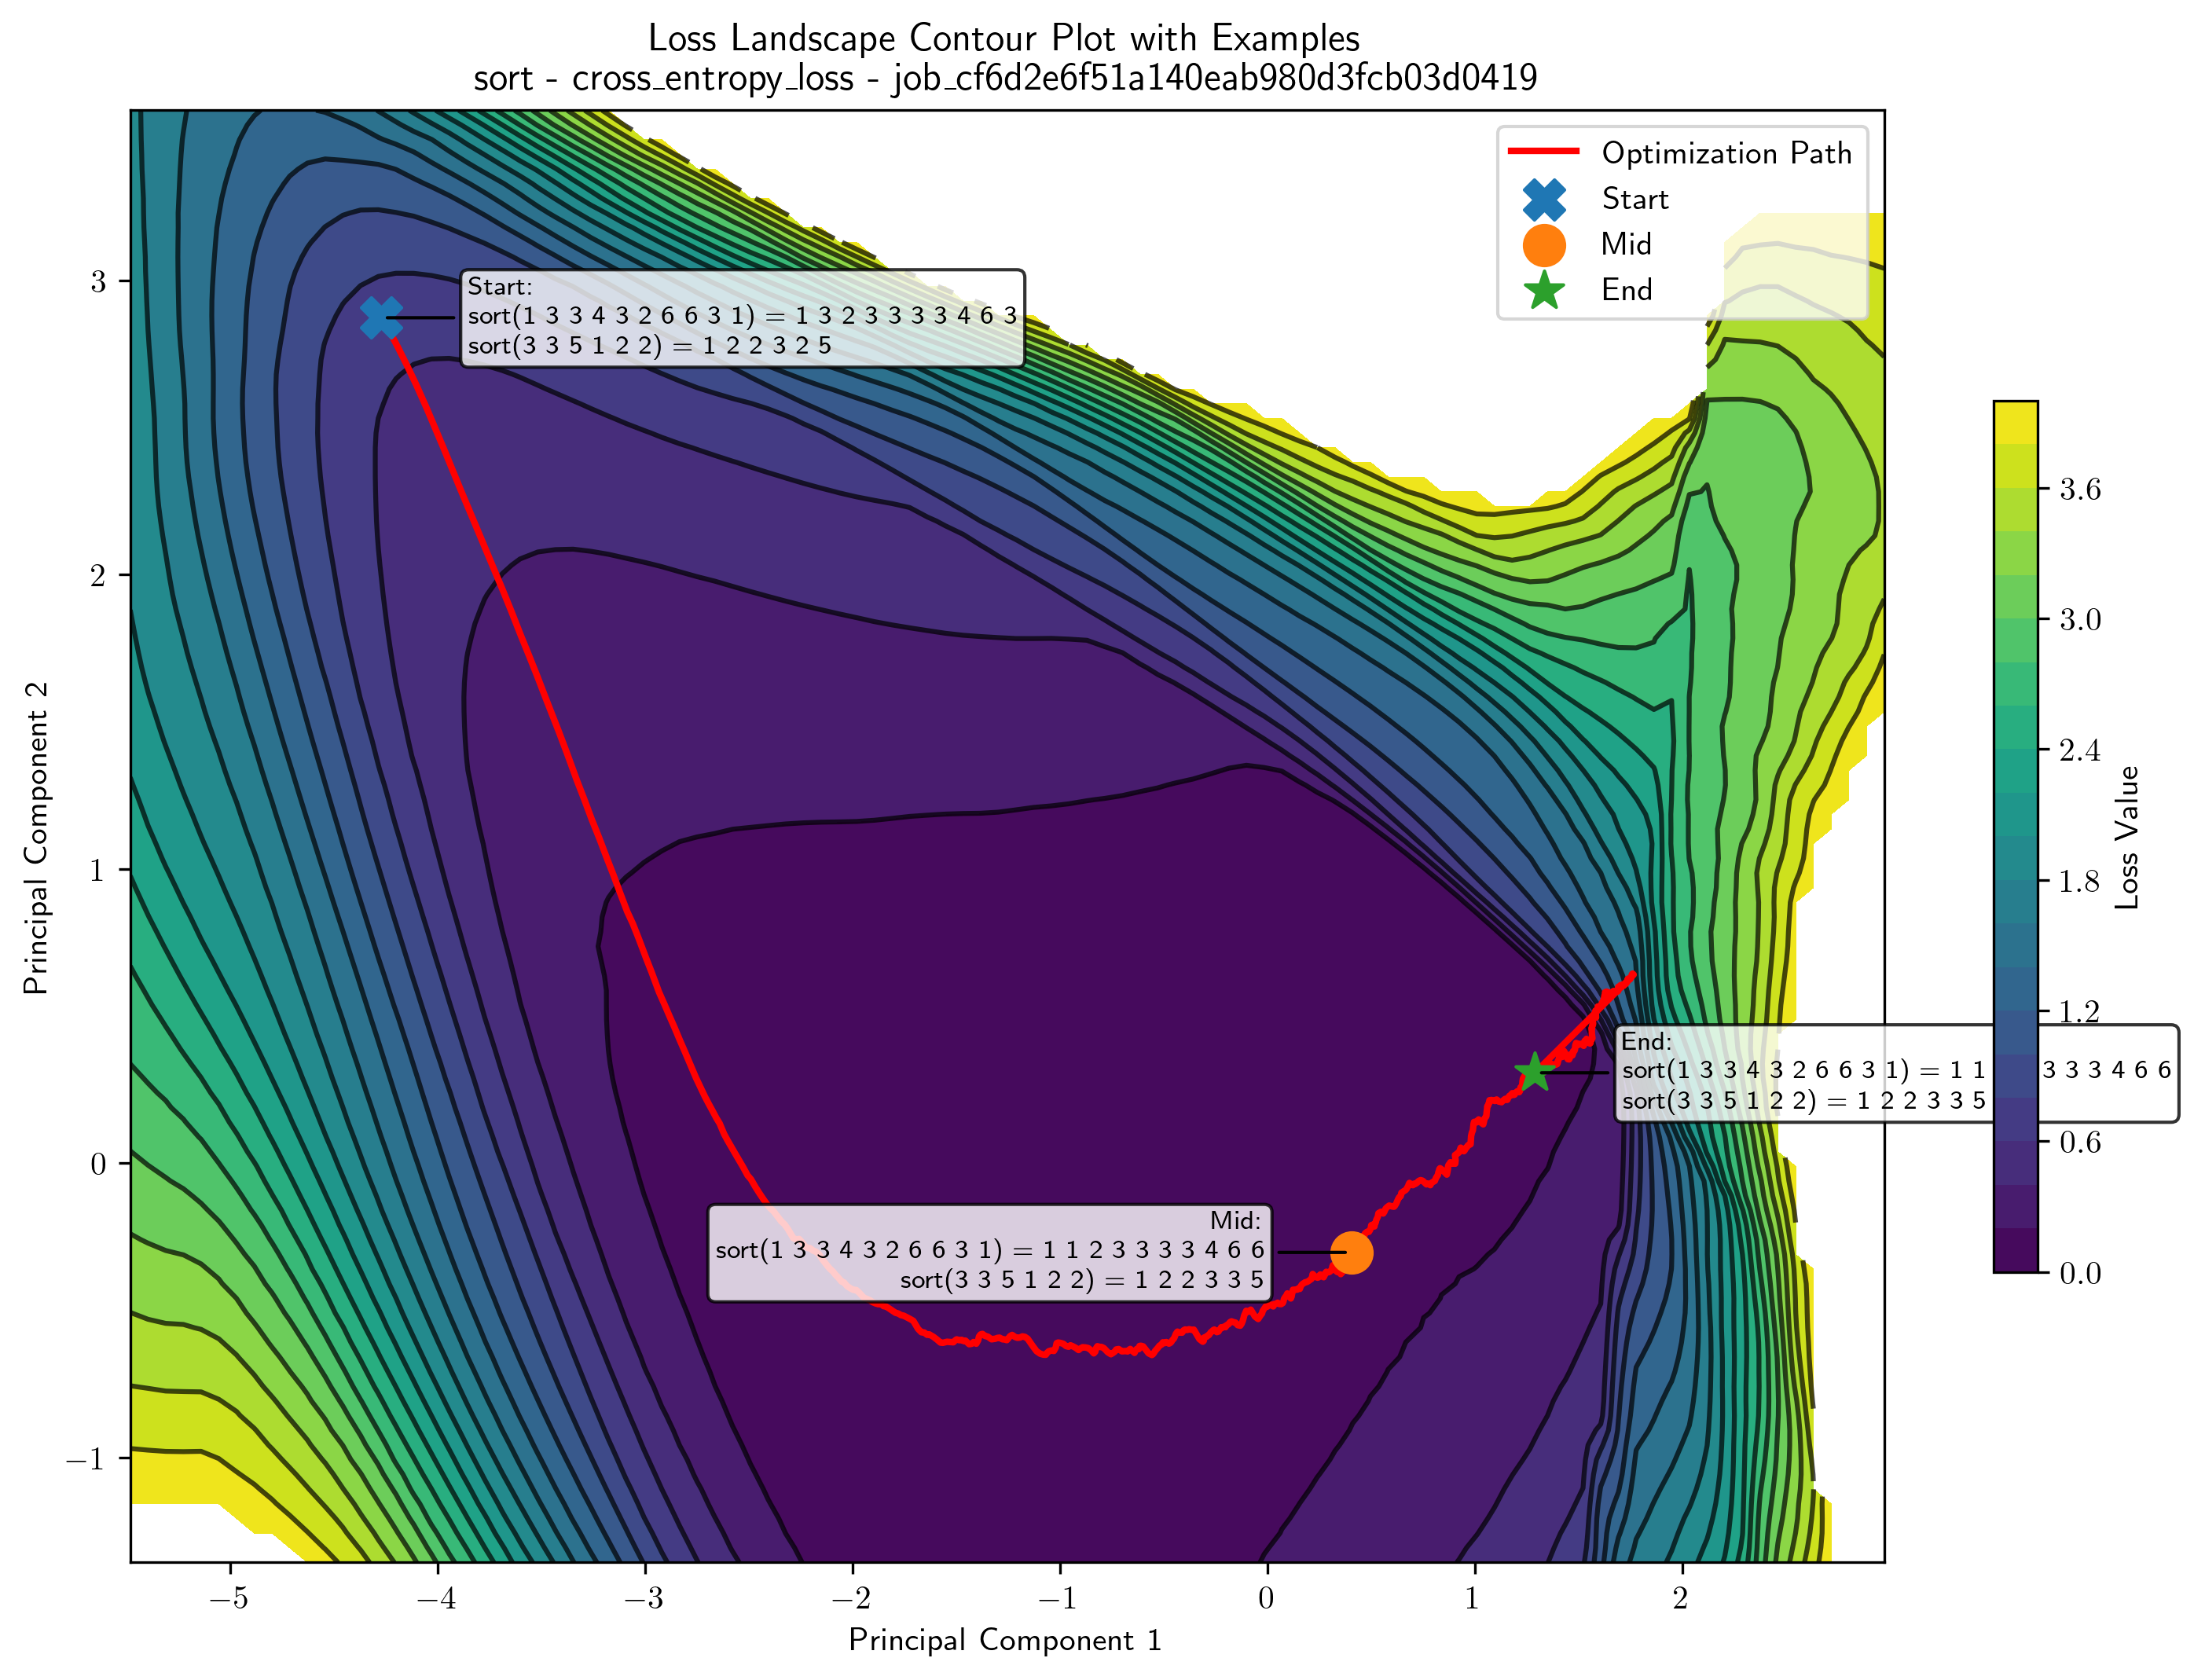 Loss Landscape Contour Plot with Examples
sort - cross_entropy_loss - job_cf6d2e6f51a140eab980d3fcb03d0419
Optimization Path
Start
Mid
End
Start:
sort(1 3 3 4 3 2 6 6 3 1) = 1 3 2 3 3 3 3 4 6 3
sort(3 3 5 1 2 2) = 1 2 2 3 2 5
End:
sort(1 3 3 4 3 2 6 6 3 1) = 1 1 3 3 3 4 6 6
sort(3 3 5 1 2 2) = 1 2 2 3 3 5
Mid:
sort(1 3 3 4 3 2 6 6 3 1) = 1 1 2 3 3 3 3 4 6 6
sort(3 3 5 1 2 2) = 1 2 2 3 3 5
3
2
1
0
−1
Principal Component 2
−5
−4
−3
−2
−1
0
1
2
Principal Component 1
3.6
3.0
2.4
1.8
1.2
0.6
0.0
Loss Value